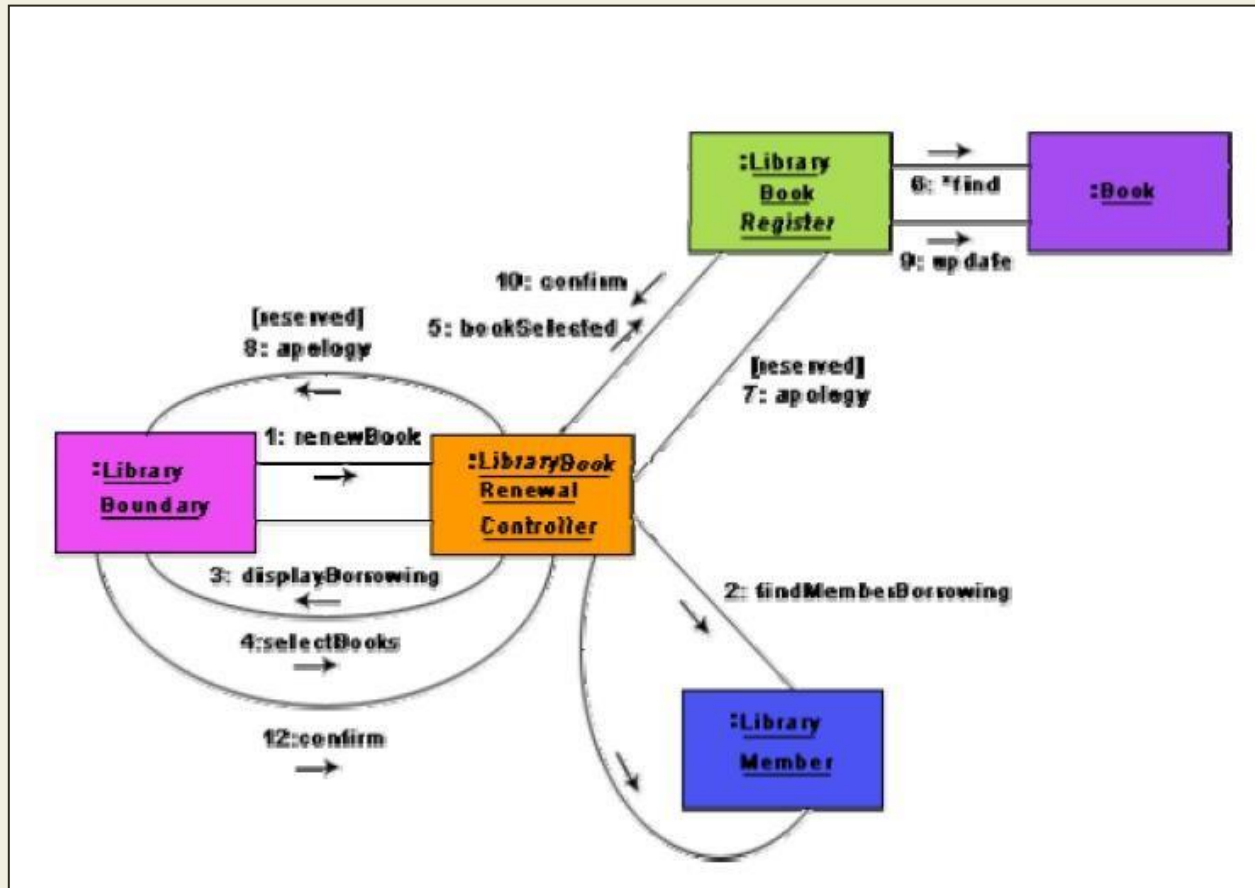 :Library
Book
Register
:Book
6: *find
9: update
10: confirm
5: bookSelected
[reserved]
8: apology
[reserved]
7: apology
1: renewBook
:Library
Boundary
:LibraryBook
Renewal
Controller
3: displayBorrowing
2: findMemberBorrowing
4:selectBooks
12:confirm
:Library
Member